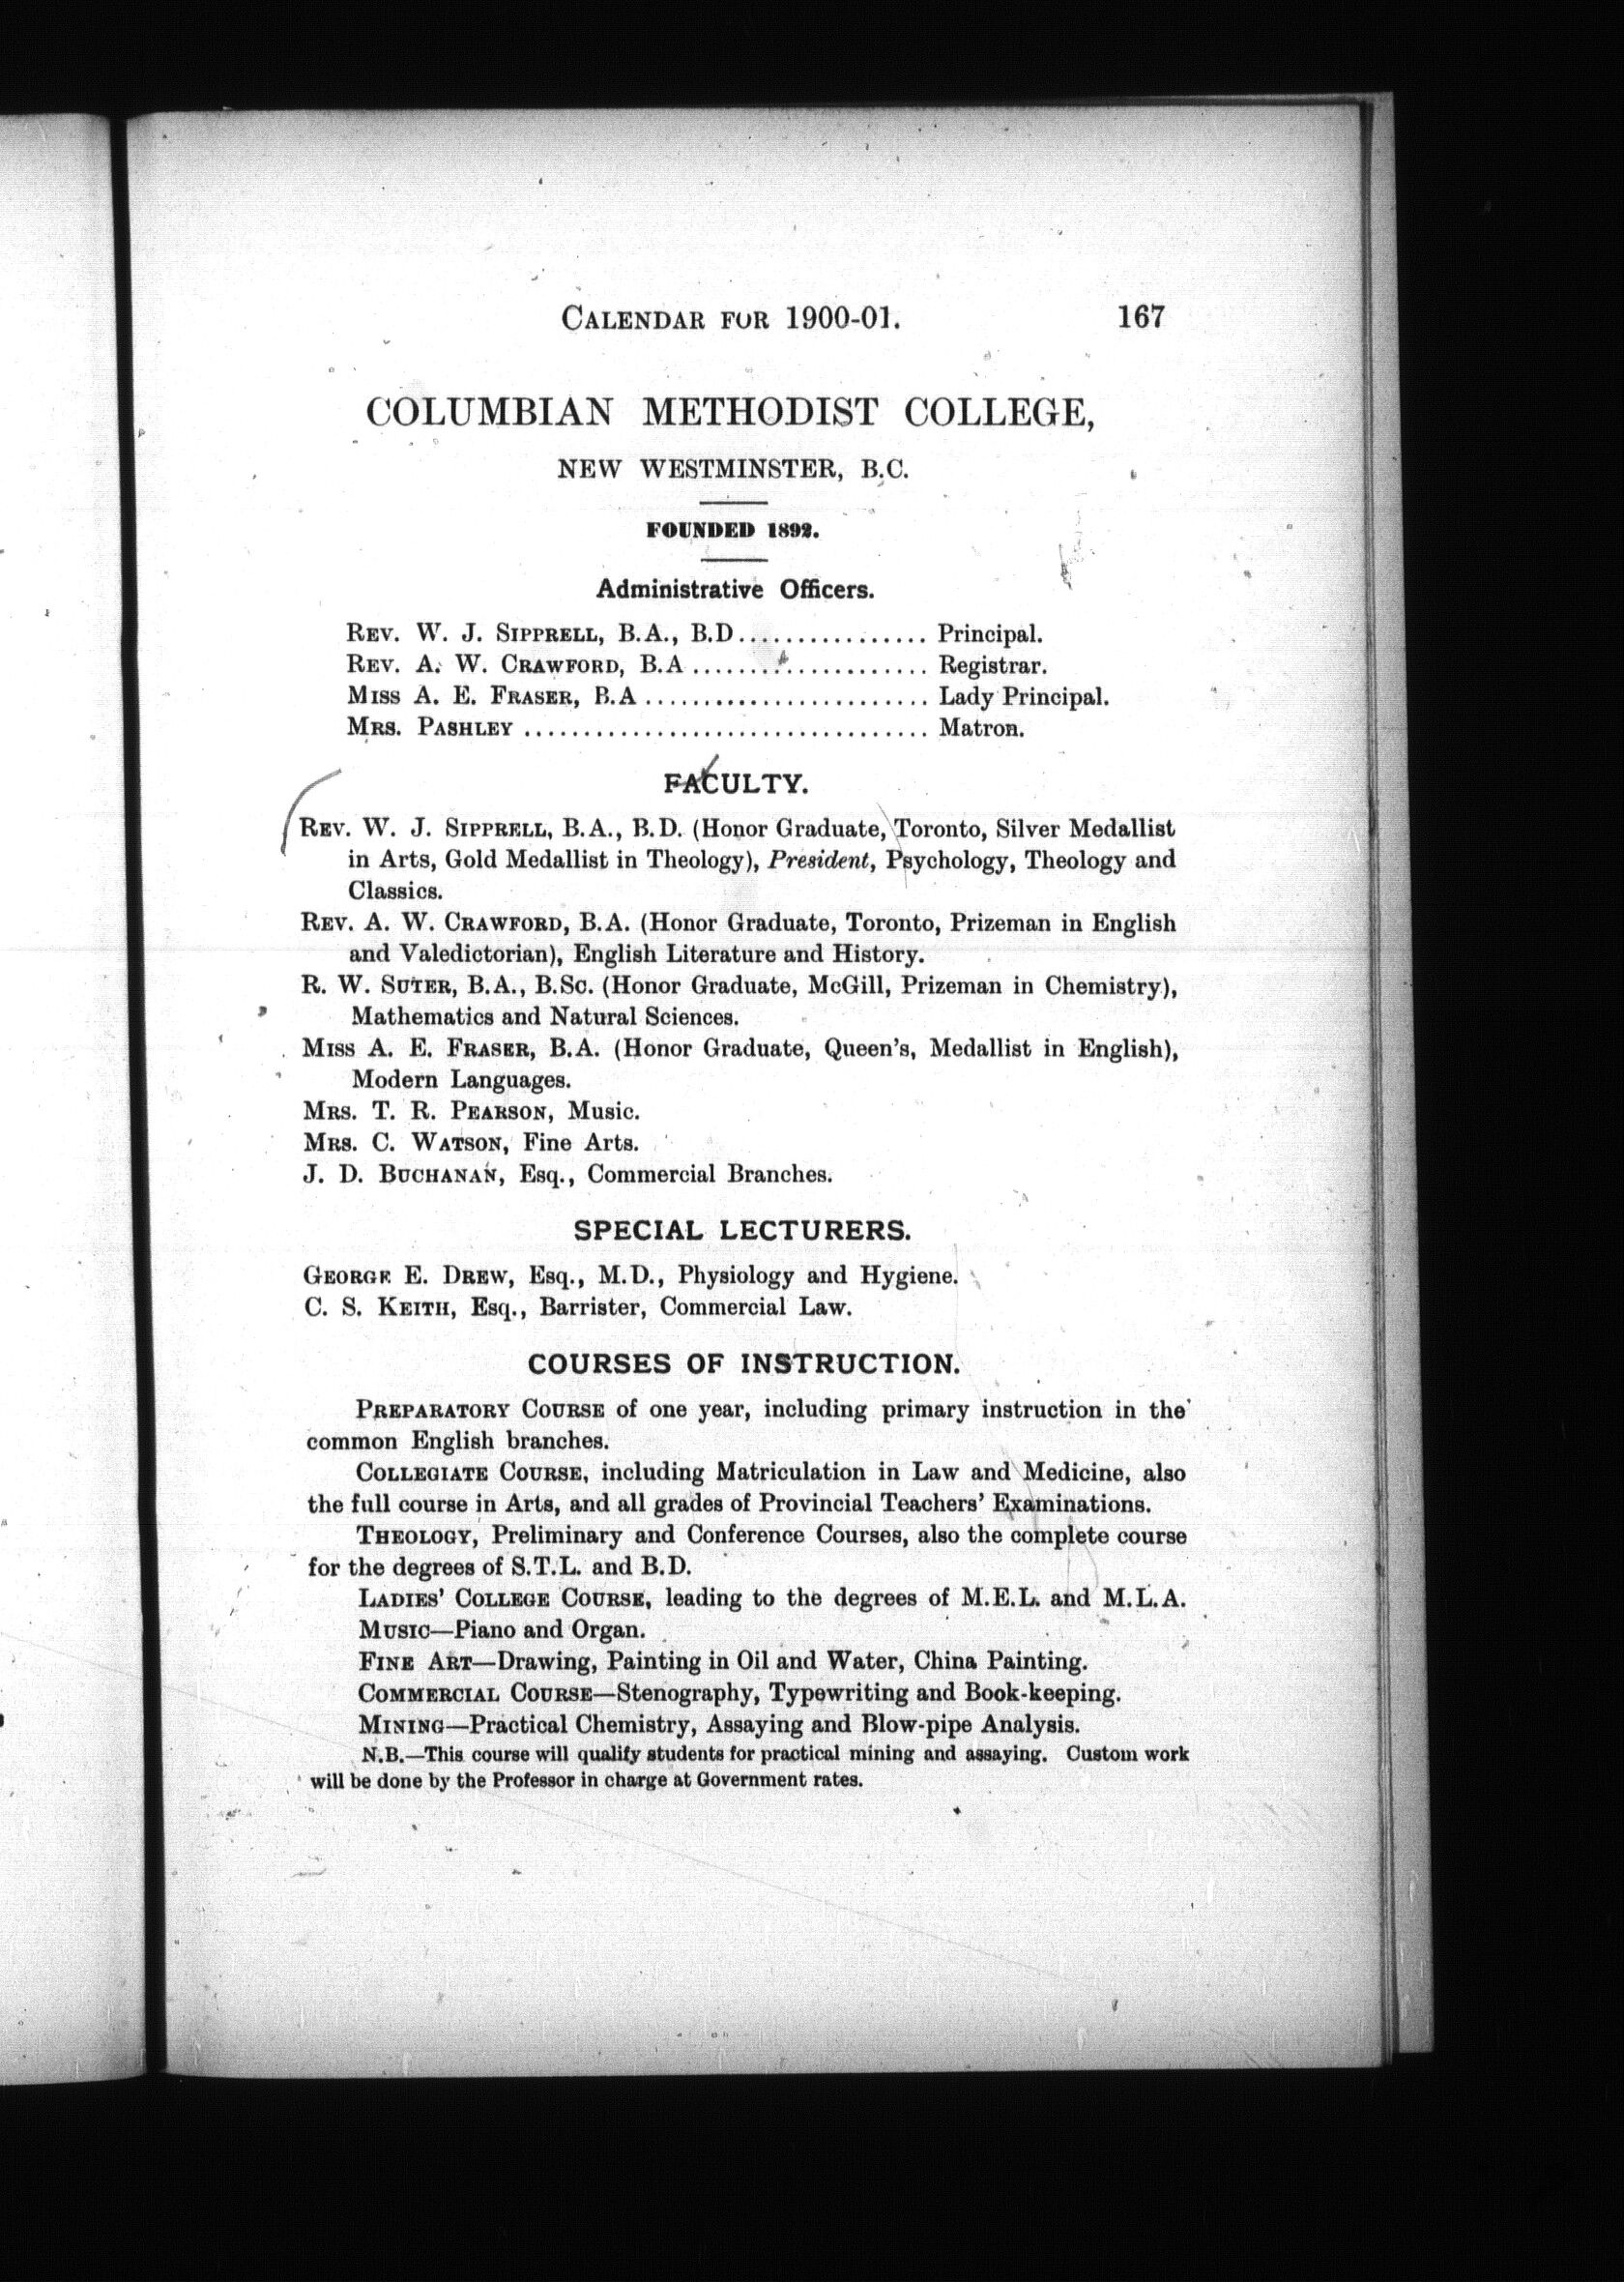 CALENDAR FOR 1900-01. 167
COLUMBIAN METHODIST COLLEGE,
NEW WESTMINSTER, B.C.
FOUNDED 1892.
Administrative Officers.
REV. W. J. SIPPRELL, B.A., B.D................ Principal.
REV. A. W. CRAWFORD, B.A .................... Registrar.
MISS A. E. FRASER, B.A ........................ Lady Principal.
MRS. PASHLEY .................................. Matron.
FACULTY.
REV. W. J. SIPPRELL, B.A., B.D. (Honor Graduate, Toronto, Silver Medallist
in Arts, Gold Medallist in Theology), President, Psychology, Theology and
Classics.
REV. A. W. CRAWFORD, B.A. (Honor Graduate, Toronto, Prizeman in English
and Valedictorian), English Literature and History.
R. W. SUTER, B.A., B.SC. (Honor Graduate, McGill, Prizeman in Chemistry),
Mathematics and Natural Sciences.
MISS A. E. FRASER, B.A. (Honor Graduate, Queen's, Medallist in English),
Modern Languages.
MRS. T. R. PEARSON, Music.
MRS. C. WATSON, Fine Arts.
J. D. BUCHANAN, Esq., Commercial Branches.
SPECIAL LECTURERS.
GEORGE E. DREW, Esq., M.D., Physiology and Hygiene.
C. S. KEITH, Esq., Barrister, Commercial Law.
COURSES OF INSTRUCTION.
PREPARATORY COURSE of one year, including primary instruction in the
common English branches.
COLLEGIATE COURSE, including Matriculation in Law and Medicine, also
the full course in Arts, and all grades of Provincial Teachers' Examinations.
THEOLOGY, Preliminary and Conference Courses, also the complete course
for the degrees of S.T.L. and B.D.
LADIES' COLLEGE COURSE, leading to the degrees of M.E.L. and M.L.A.
MUSIC—Piano and Organ.
FINE ART—Drawing, Painting in Oil and Water, China Painting.
COMMERCIAL COURSE—Stenography, Typewriting and Book-keeping.
MINING—Practical Chemistry, Assaying and Blow-pipe Analysis.
N.B.—This course will qualify students for practical mining and assaying. Custom work
will be done by the Professor in charge at Government rates.